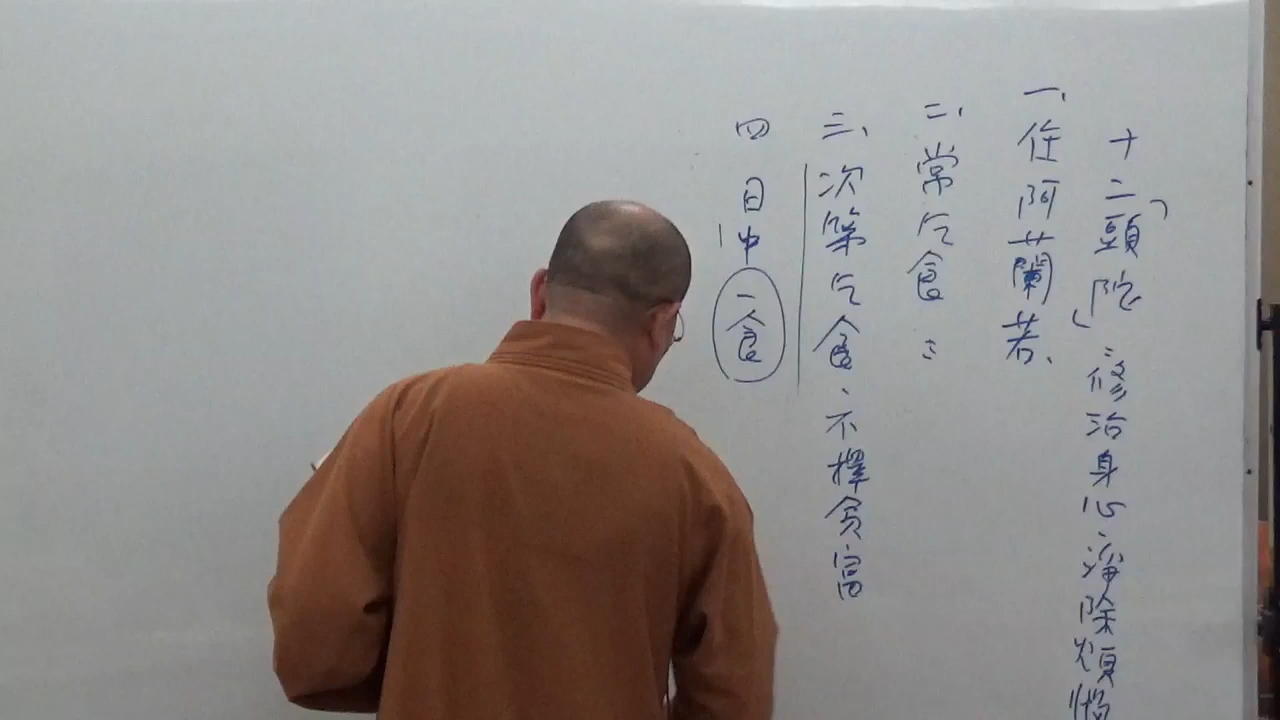 十二「頭陀」：修治身心、淨除煩惱
一、住阿蘭若、
二、常乞食：
三、次第乞食、不擇貧富
四 日中一食